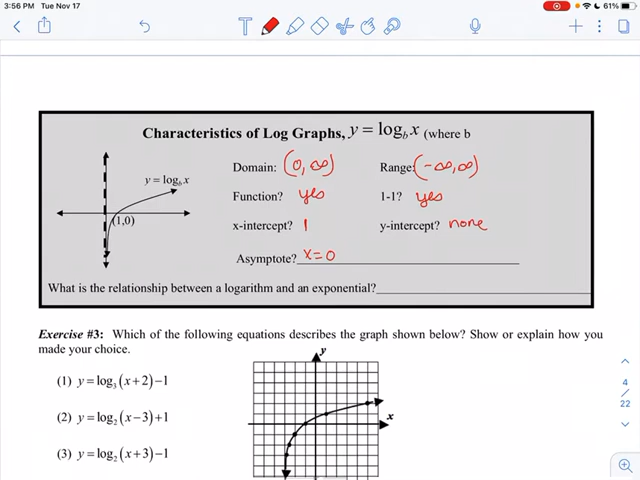 3:56 PM Tue Nov 17 61%
Characteristics of Log Graphs, y = log_b x (where b
y = log_b x
(1,0)
Domain: (0, ∞) Range: (-∞, ∞)
Function? yes 1-1? yes
x-intercept? 1 y-intercept? none
Asymptote? x=0
What is the relationship between a logarithm and an exponential?
Exercise #3: Which of the following equations describes the graph shown below? Show or explain how you
made your choice.
(1) y = log₃(x+2)−1
(2) y = log₂(x−3)+1
(3) y = log₂(x+3)−1
y
x
4
/
22